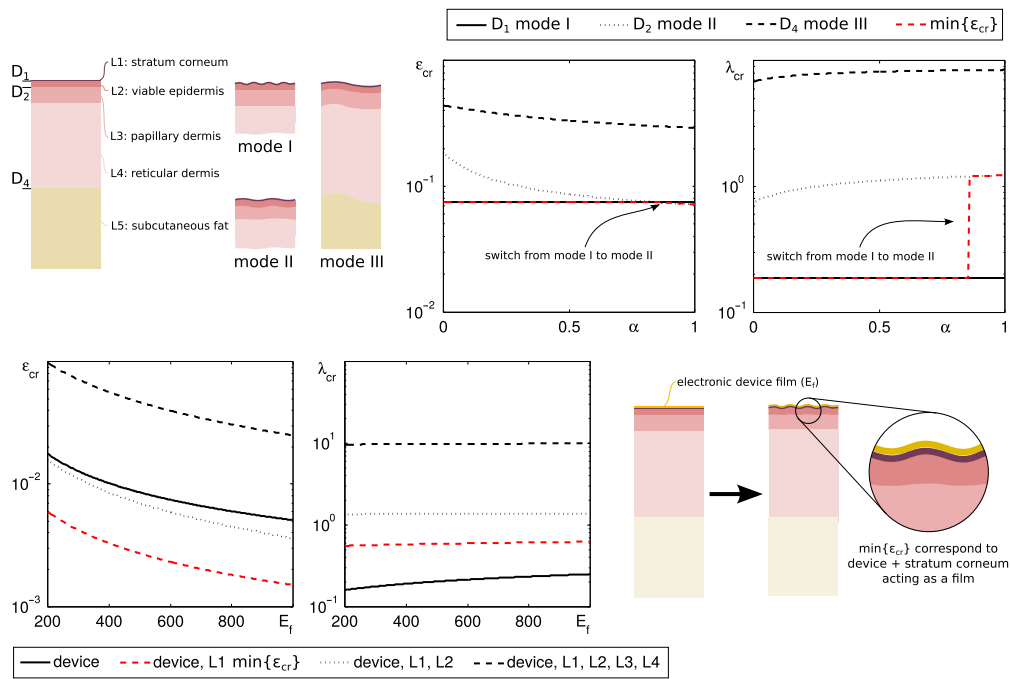 D₁ mode I
D₂ mode II
D₄ mode III
min{εcr}
D₁
D₂
D₄
L1: stratum corneum
L2: viable epidermis
L3: papillary dermis
L4: reticular dermis
L5: subcutaneous fat
mode I
mode II
mode III
εcr
10⁻¹
10⁻²
0
0.5
α
1
switch from mode I to mode II
λcr
10¹
10⁰
10⁻¹
0
0.5
α
1
switch from mode I to mode II
εcr
10⁻²
10⁻³
200
400
600
800
Ef
λcr
10¹
10⁰
10⁻¹
200
400
600
800
Ef
electronic device film (Ef)
min{εcr} correspond to
device + stratum corneum
acting as a film
device
device, L1 min{εcr}
device, L1, L2
device, L1, L2, L3, L4